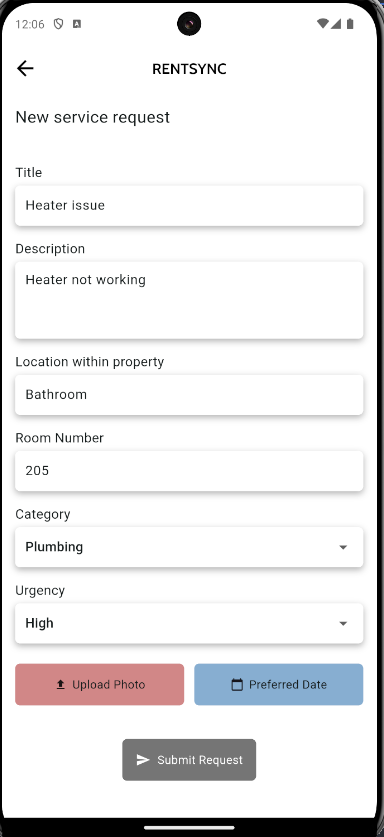 12:06
RENTSYNC
New service request
Title
Heater issue
Description
Heater not working
Location within property
Bathroom
Room Number
205
Category
Plumbing
Urgency
High
Upload Photo
Preferred Date
Submit Request